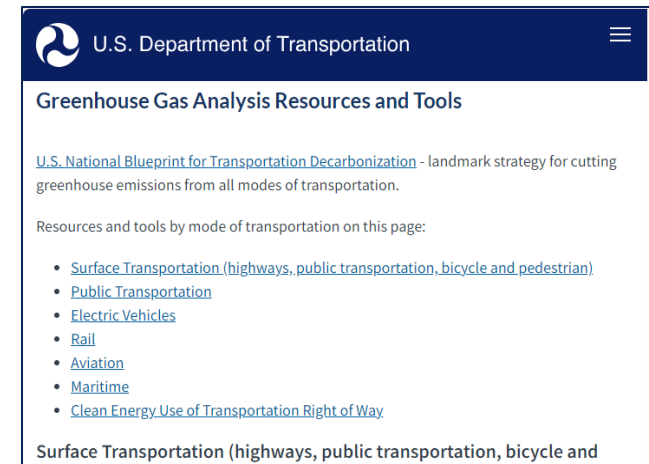 U.S. Department of Transportation
Greenhouse Gas Analysis Resources and Tools
U.S. National Blueprint for Transportation Decarbonization - landmark strategy for cutting
greenhouse emissions from all modes of transportation.
Resources and tools by mode of transportation on this page:
Surface Transportation (highways, public transportation, bicycle and pedestrian)
Public Transportation
Electric Vehicles
Rail
Aviation
Maritime
Clean Energy Use of Transportation Right of Way
Surface Transportation (highways, public transportation, bicycle and